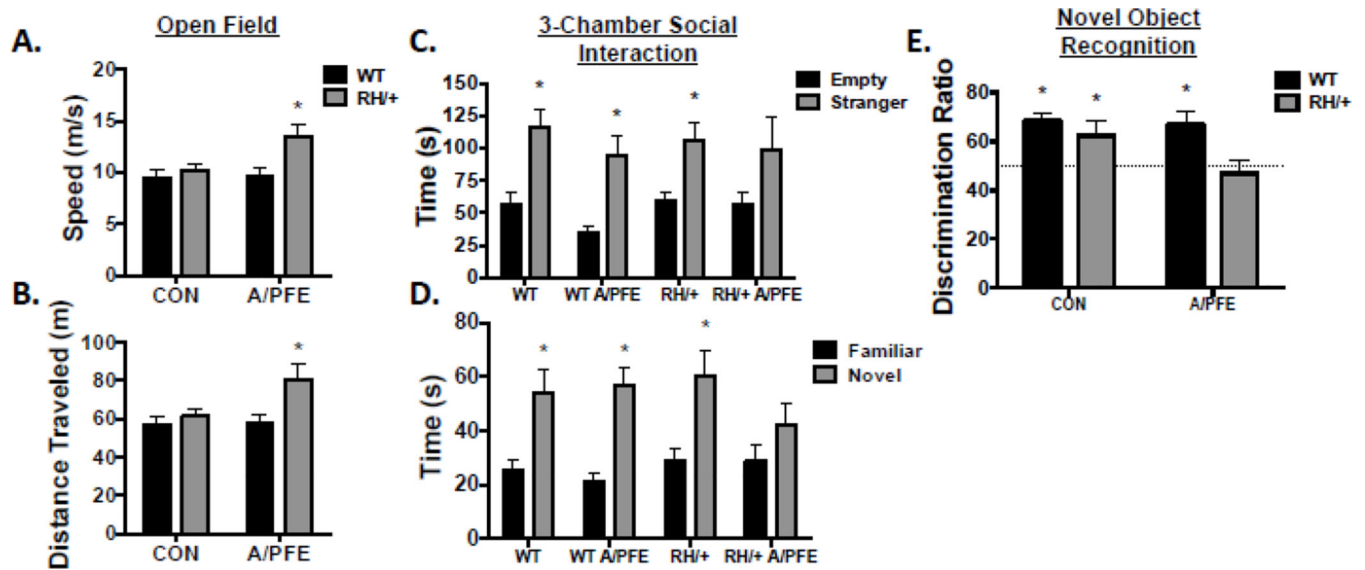 A.
Open Field
Speed (m/s)
20
15
10
5
0
CON
A/PFE
WT
RH/+
*
B.
Distance Traveled (m)
100
80
60
40
20
0
CON
A/PFE
*
C.
3-Chamber Social
Interaction
Time (s)
150
125
100
75
50
25
0
* * *
WT
WT A/PFE
RH/+
RH/+ A/PFE
Empty
Stranger
D.
Time (s)
80
60
40
20
0
* * *
WT
WT A/PFE
RH/+
RH/+ A/PFE
Familiar
Novel
E.
Novel Object
Recognition
Discrimination Ratio
80
60
40
20
0
* * *
CON
A/PFE
WT
RH/+